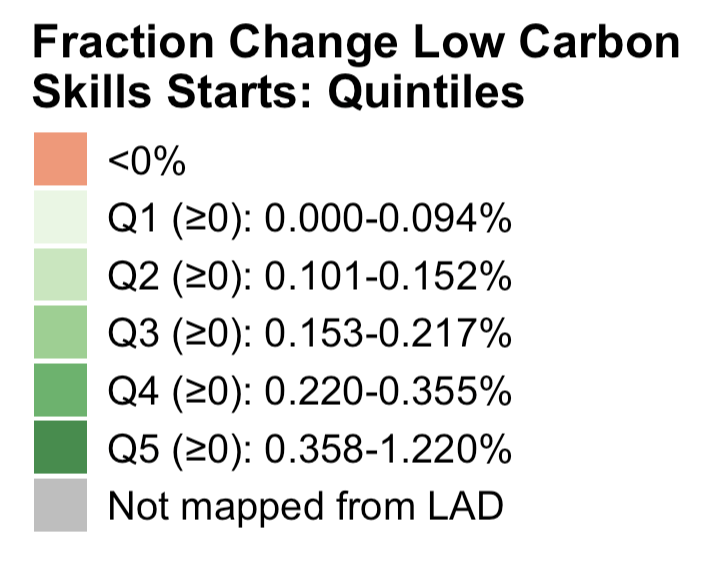 Fraction Change Low Carbon
Skills Starts: Quintiles
<0%
Q1 (≥0): 0.000-0.094%
Q2 (≥0): 0.101-0.152%
Q3 (≥0): 0.153-0.217%
Q4 (≥0): 0.220-0.355%
Q5 (≥0): 0.358-1.220%
Not mapped from LAD